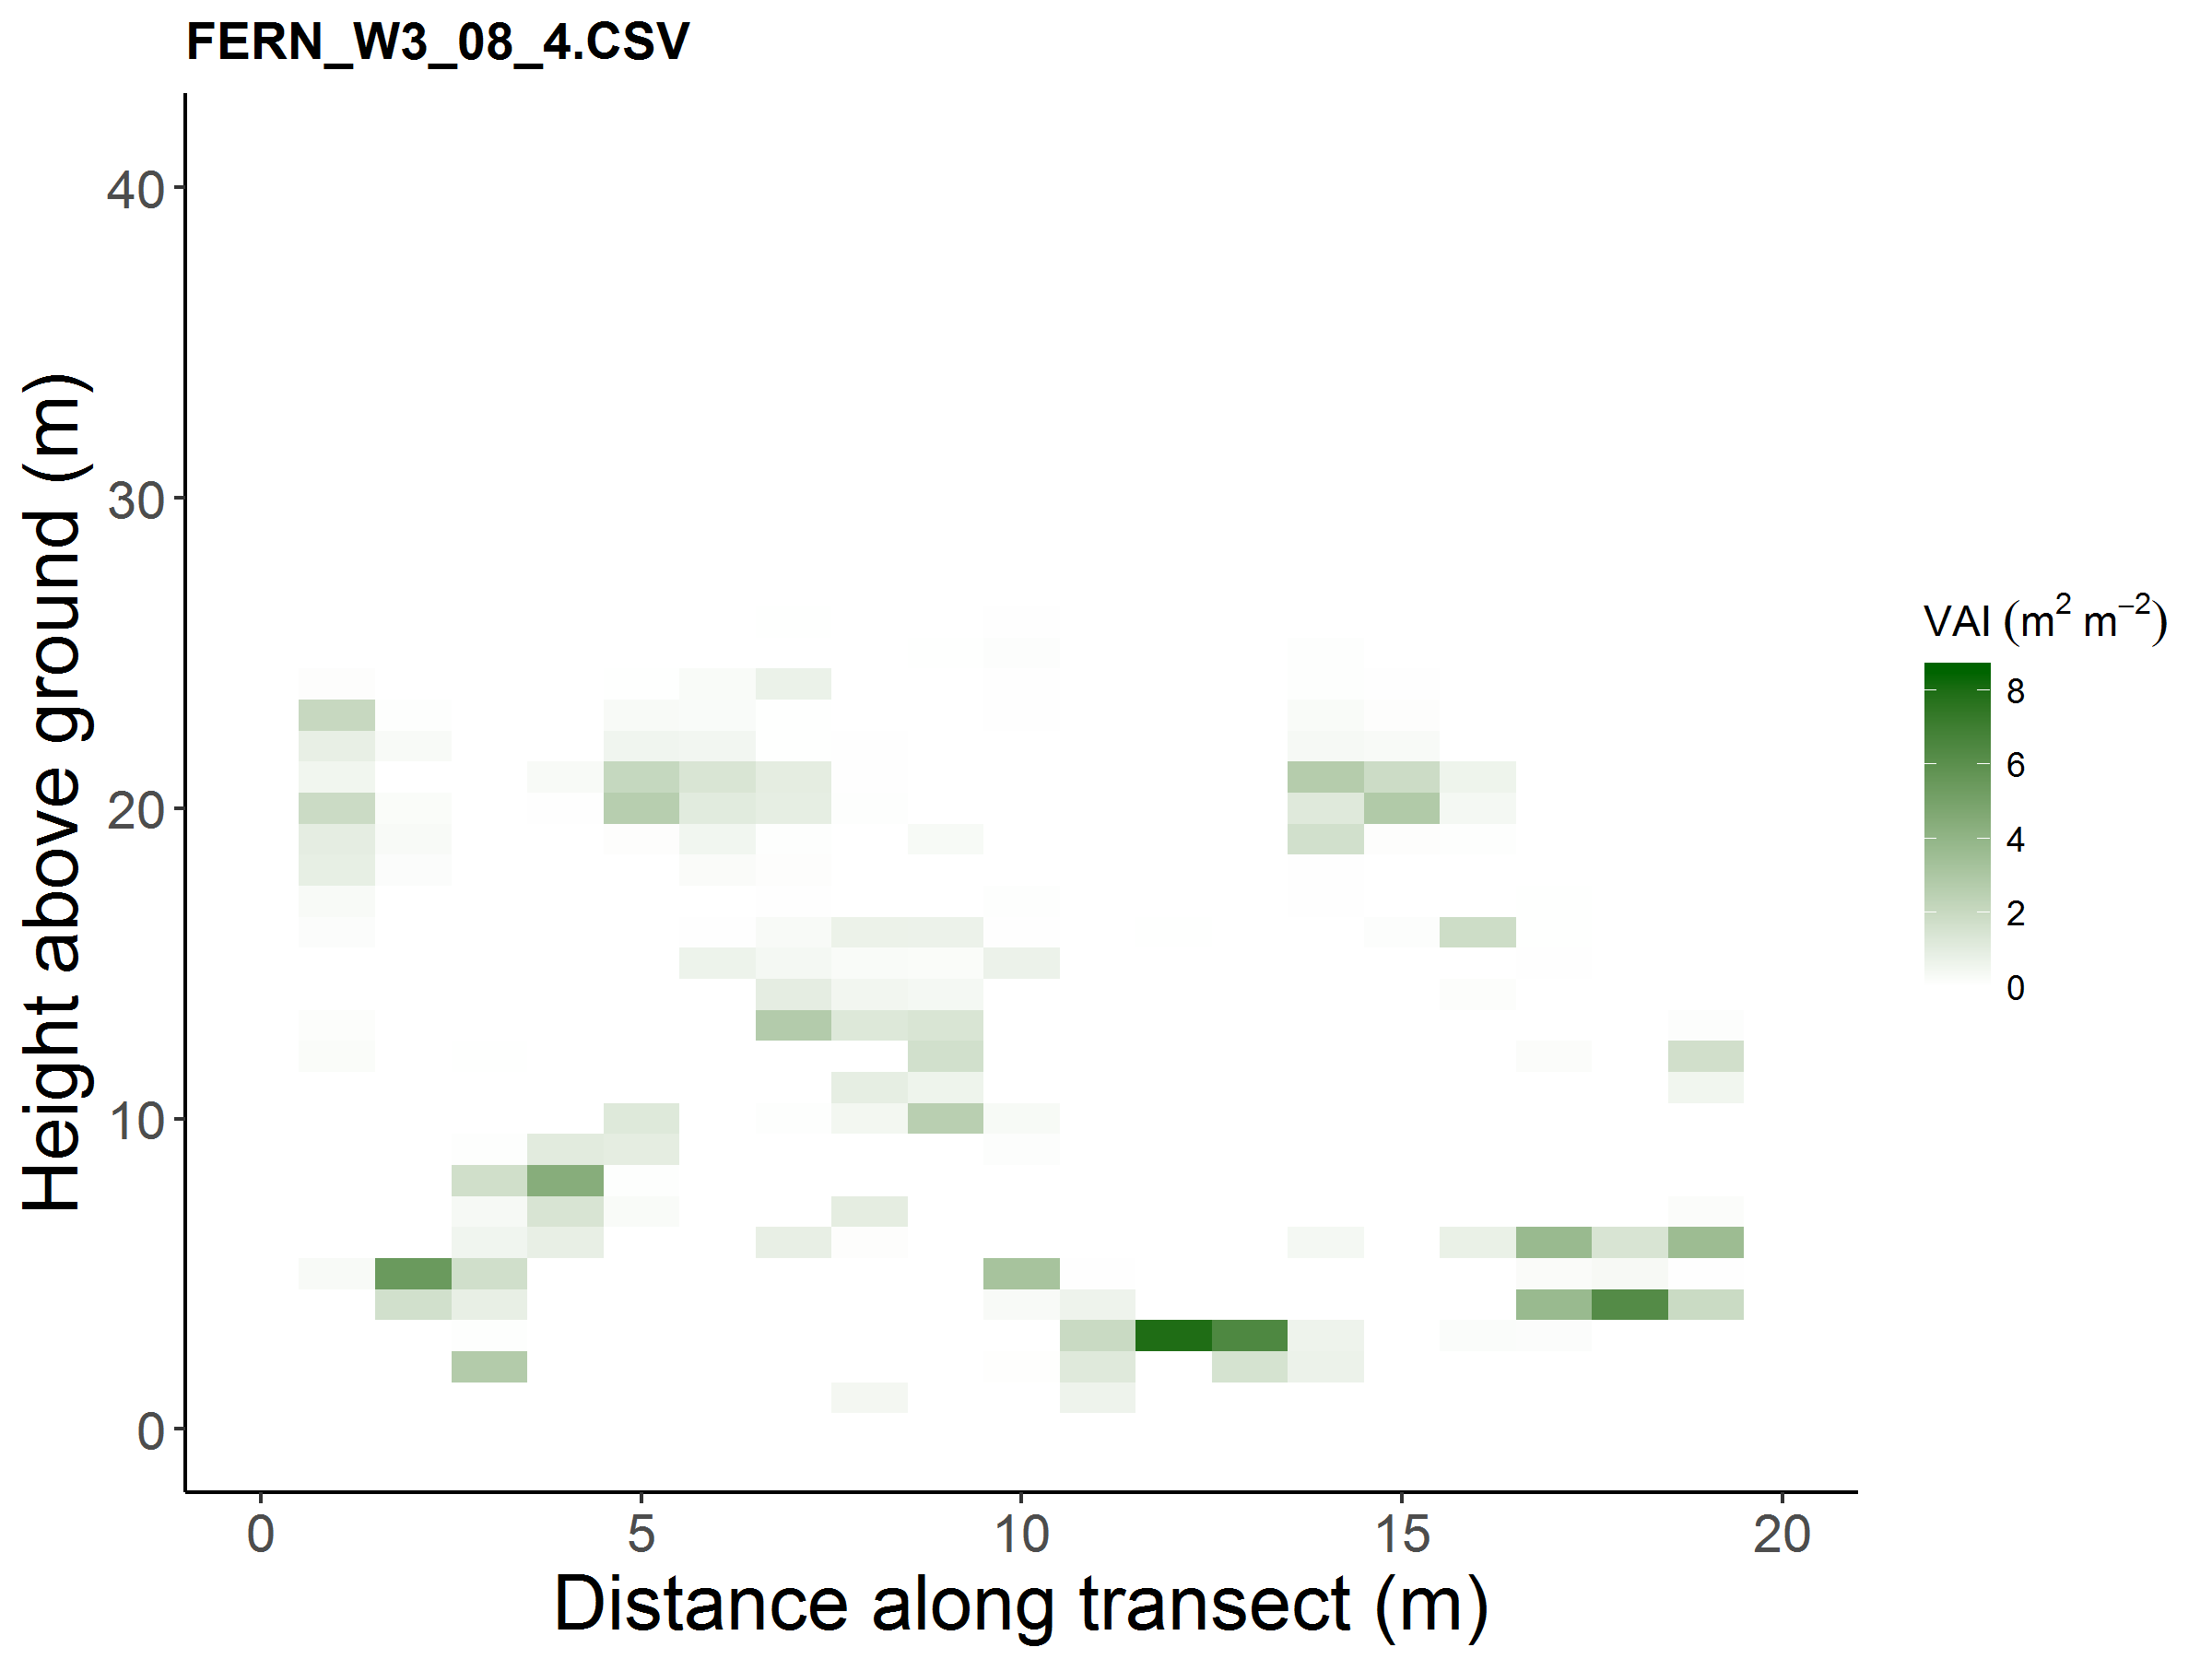 FERN_W3_08_4.CSV
Height above ground (m)
40
30
20
10
0
0 5 10 15 20
Distance along transect (m)
VAI (m² m⁻²)
8
6
4
2
0